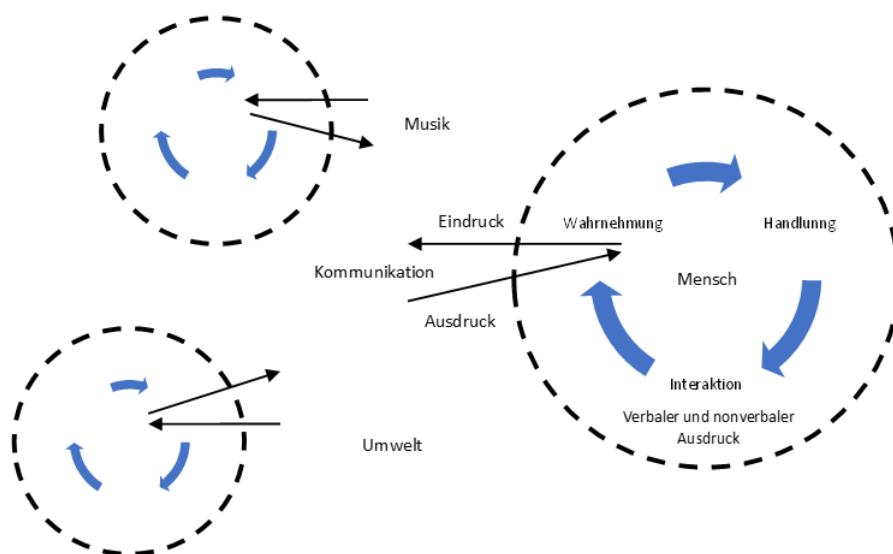 Musik
Eindruck
Wahrnehmung
Handlunng
Kommunikation
Mensch
Ausdruck
Interaktion
Verbaler und nonverbaler
Ausdruck
Umwelt